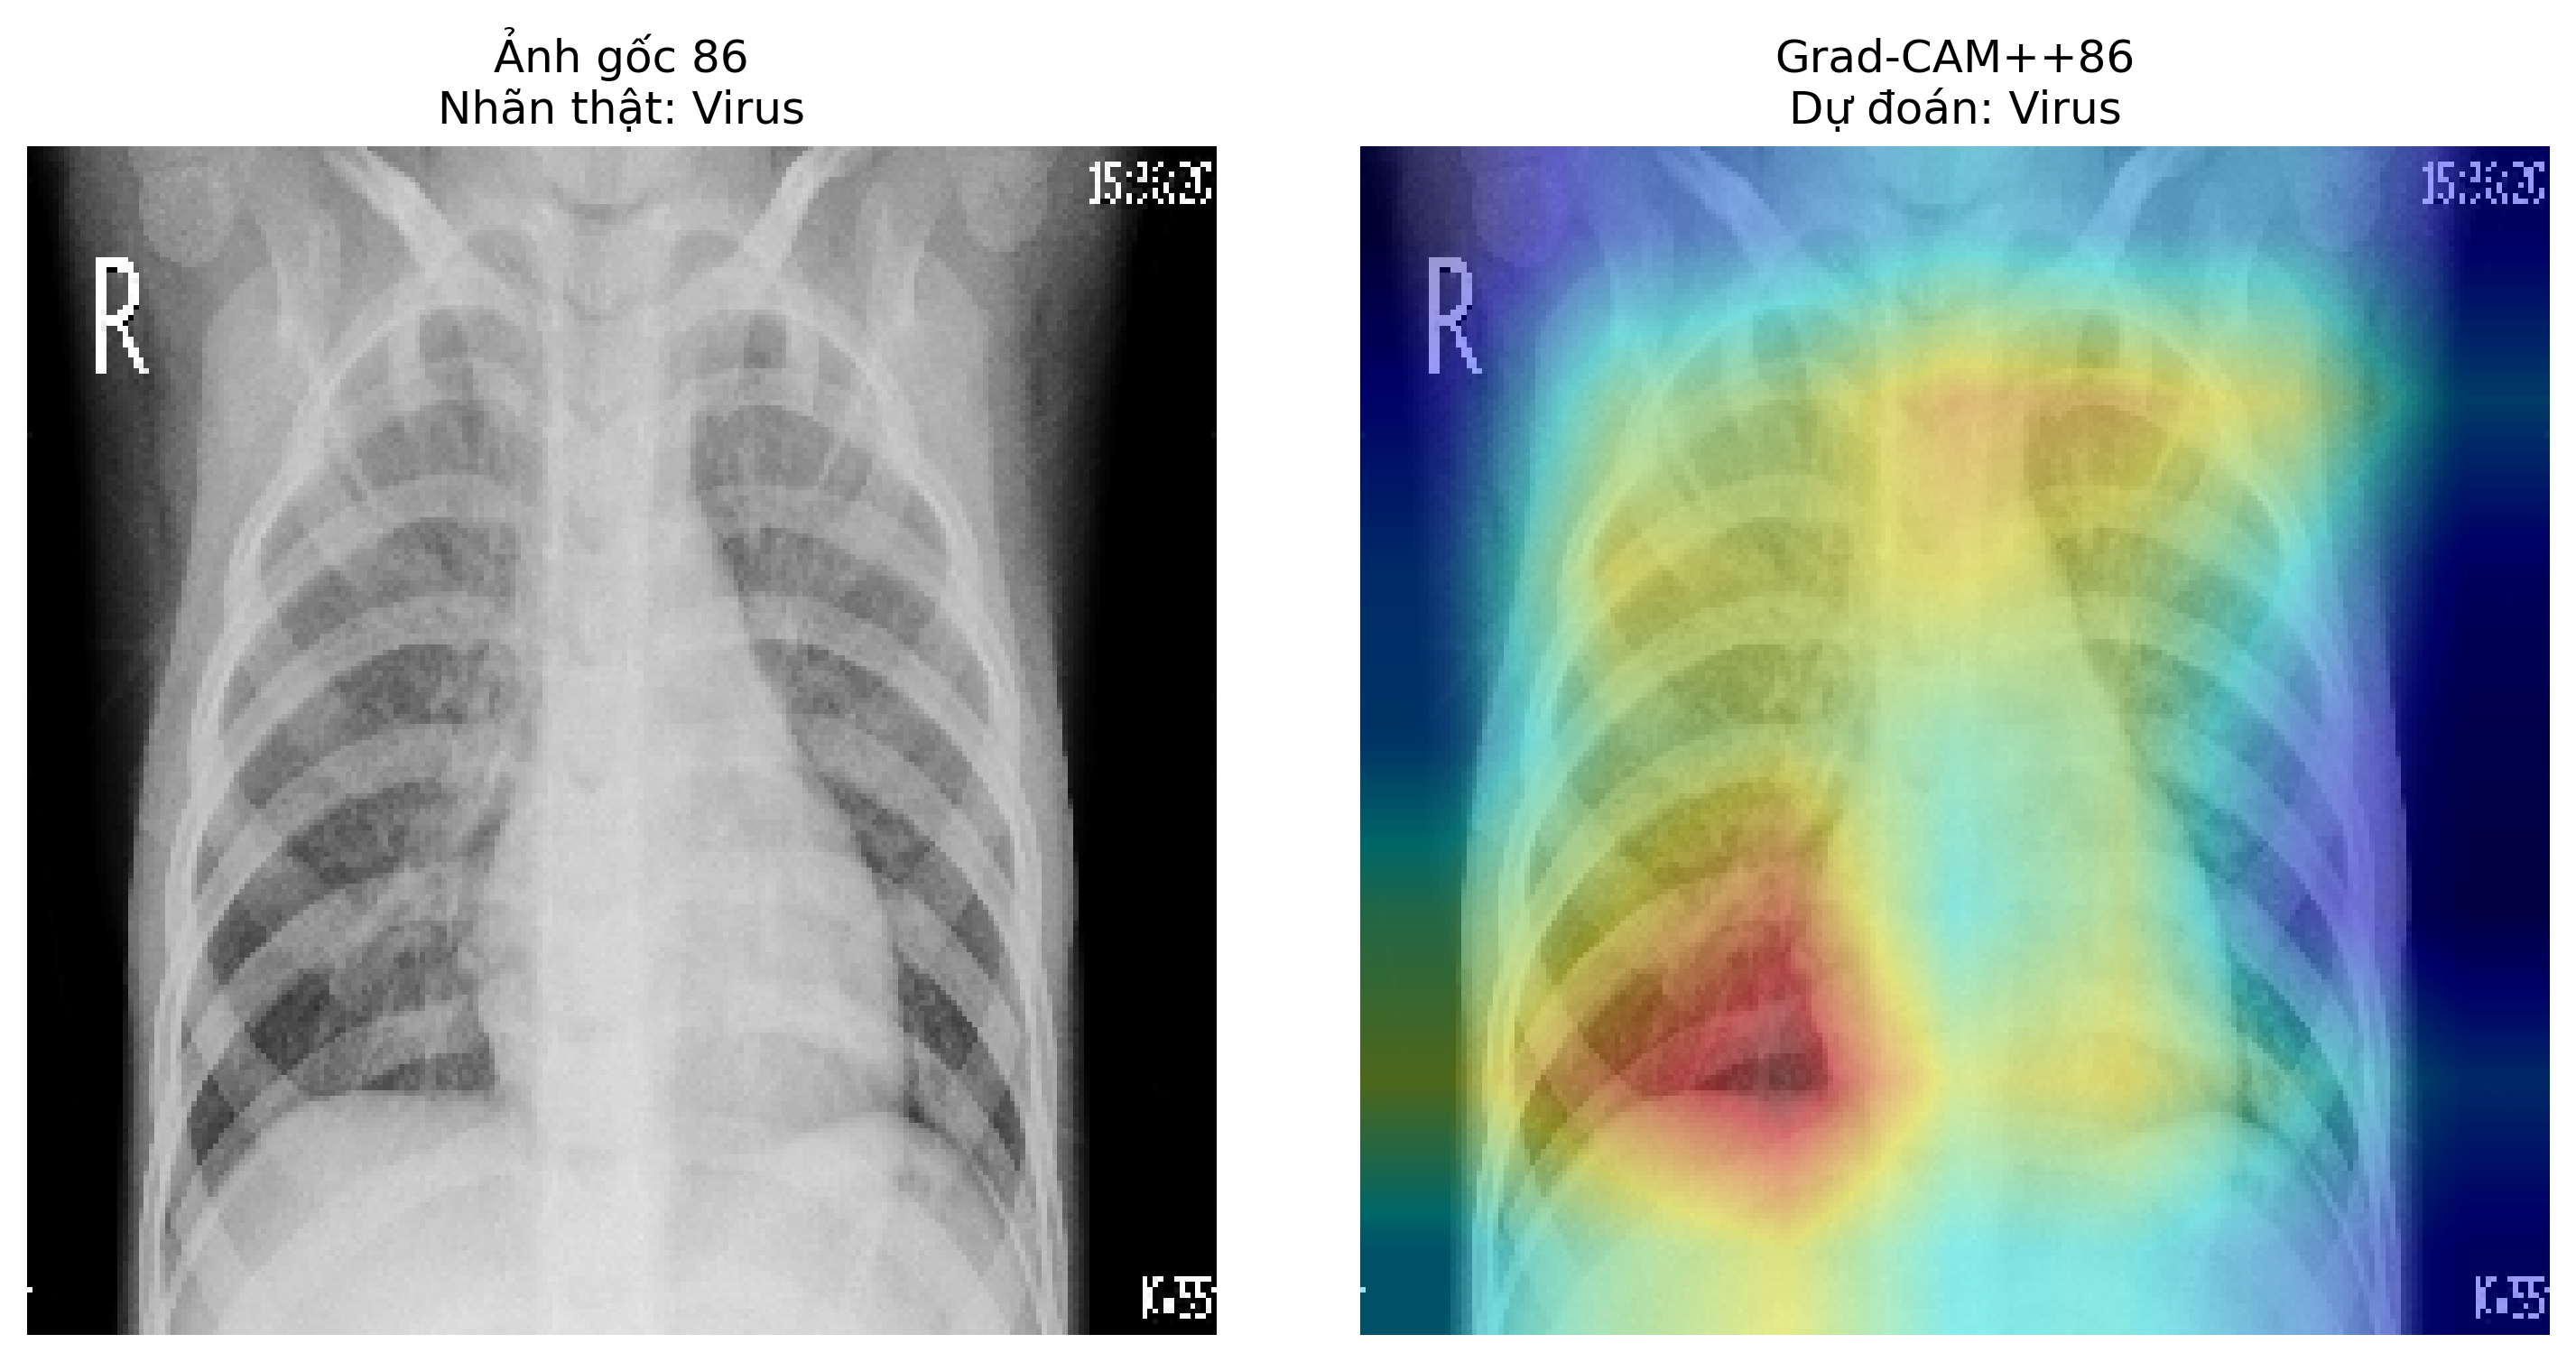 Ảnh gốc 86
Nhãn thật: Virus
R
Grad-CAM++86
Dự đoán: Virus
R